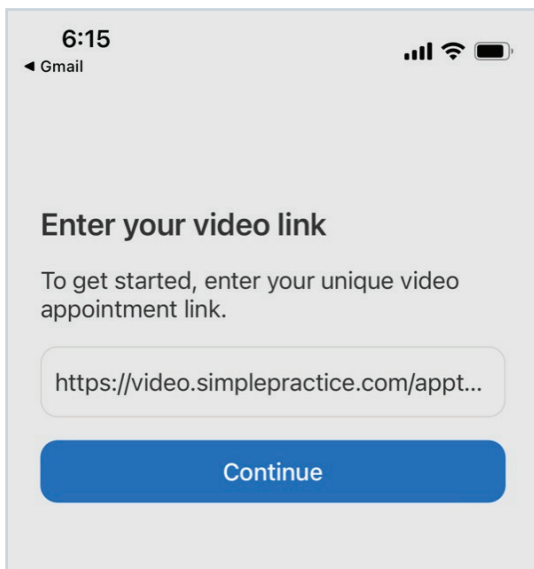 6:15
◀ Gmail
Enter your video link
To get started, enter your unique video
appointment link.
https://video.simplepractice.com/appt...
Continue